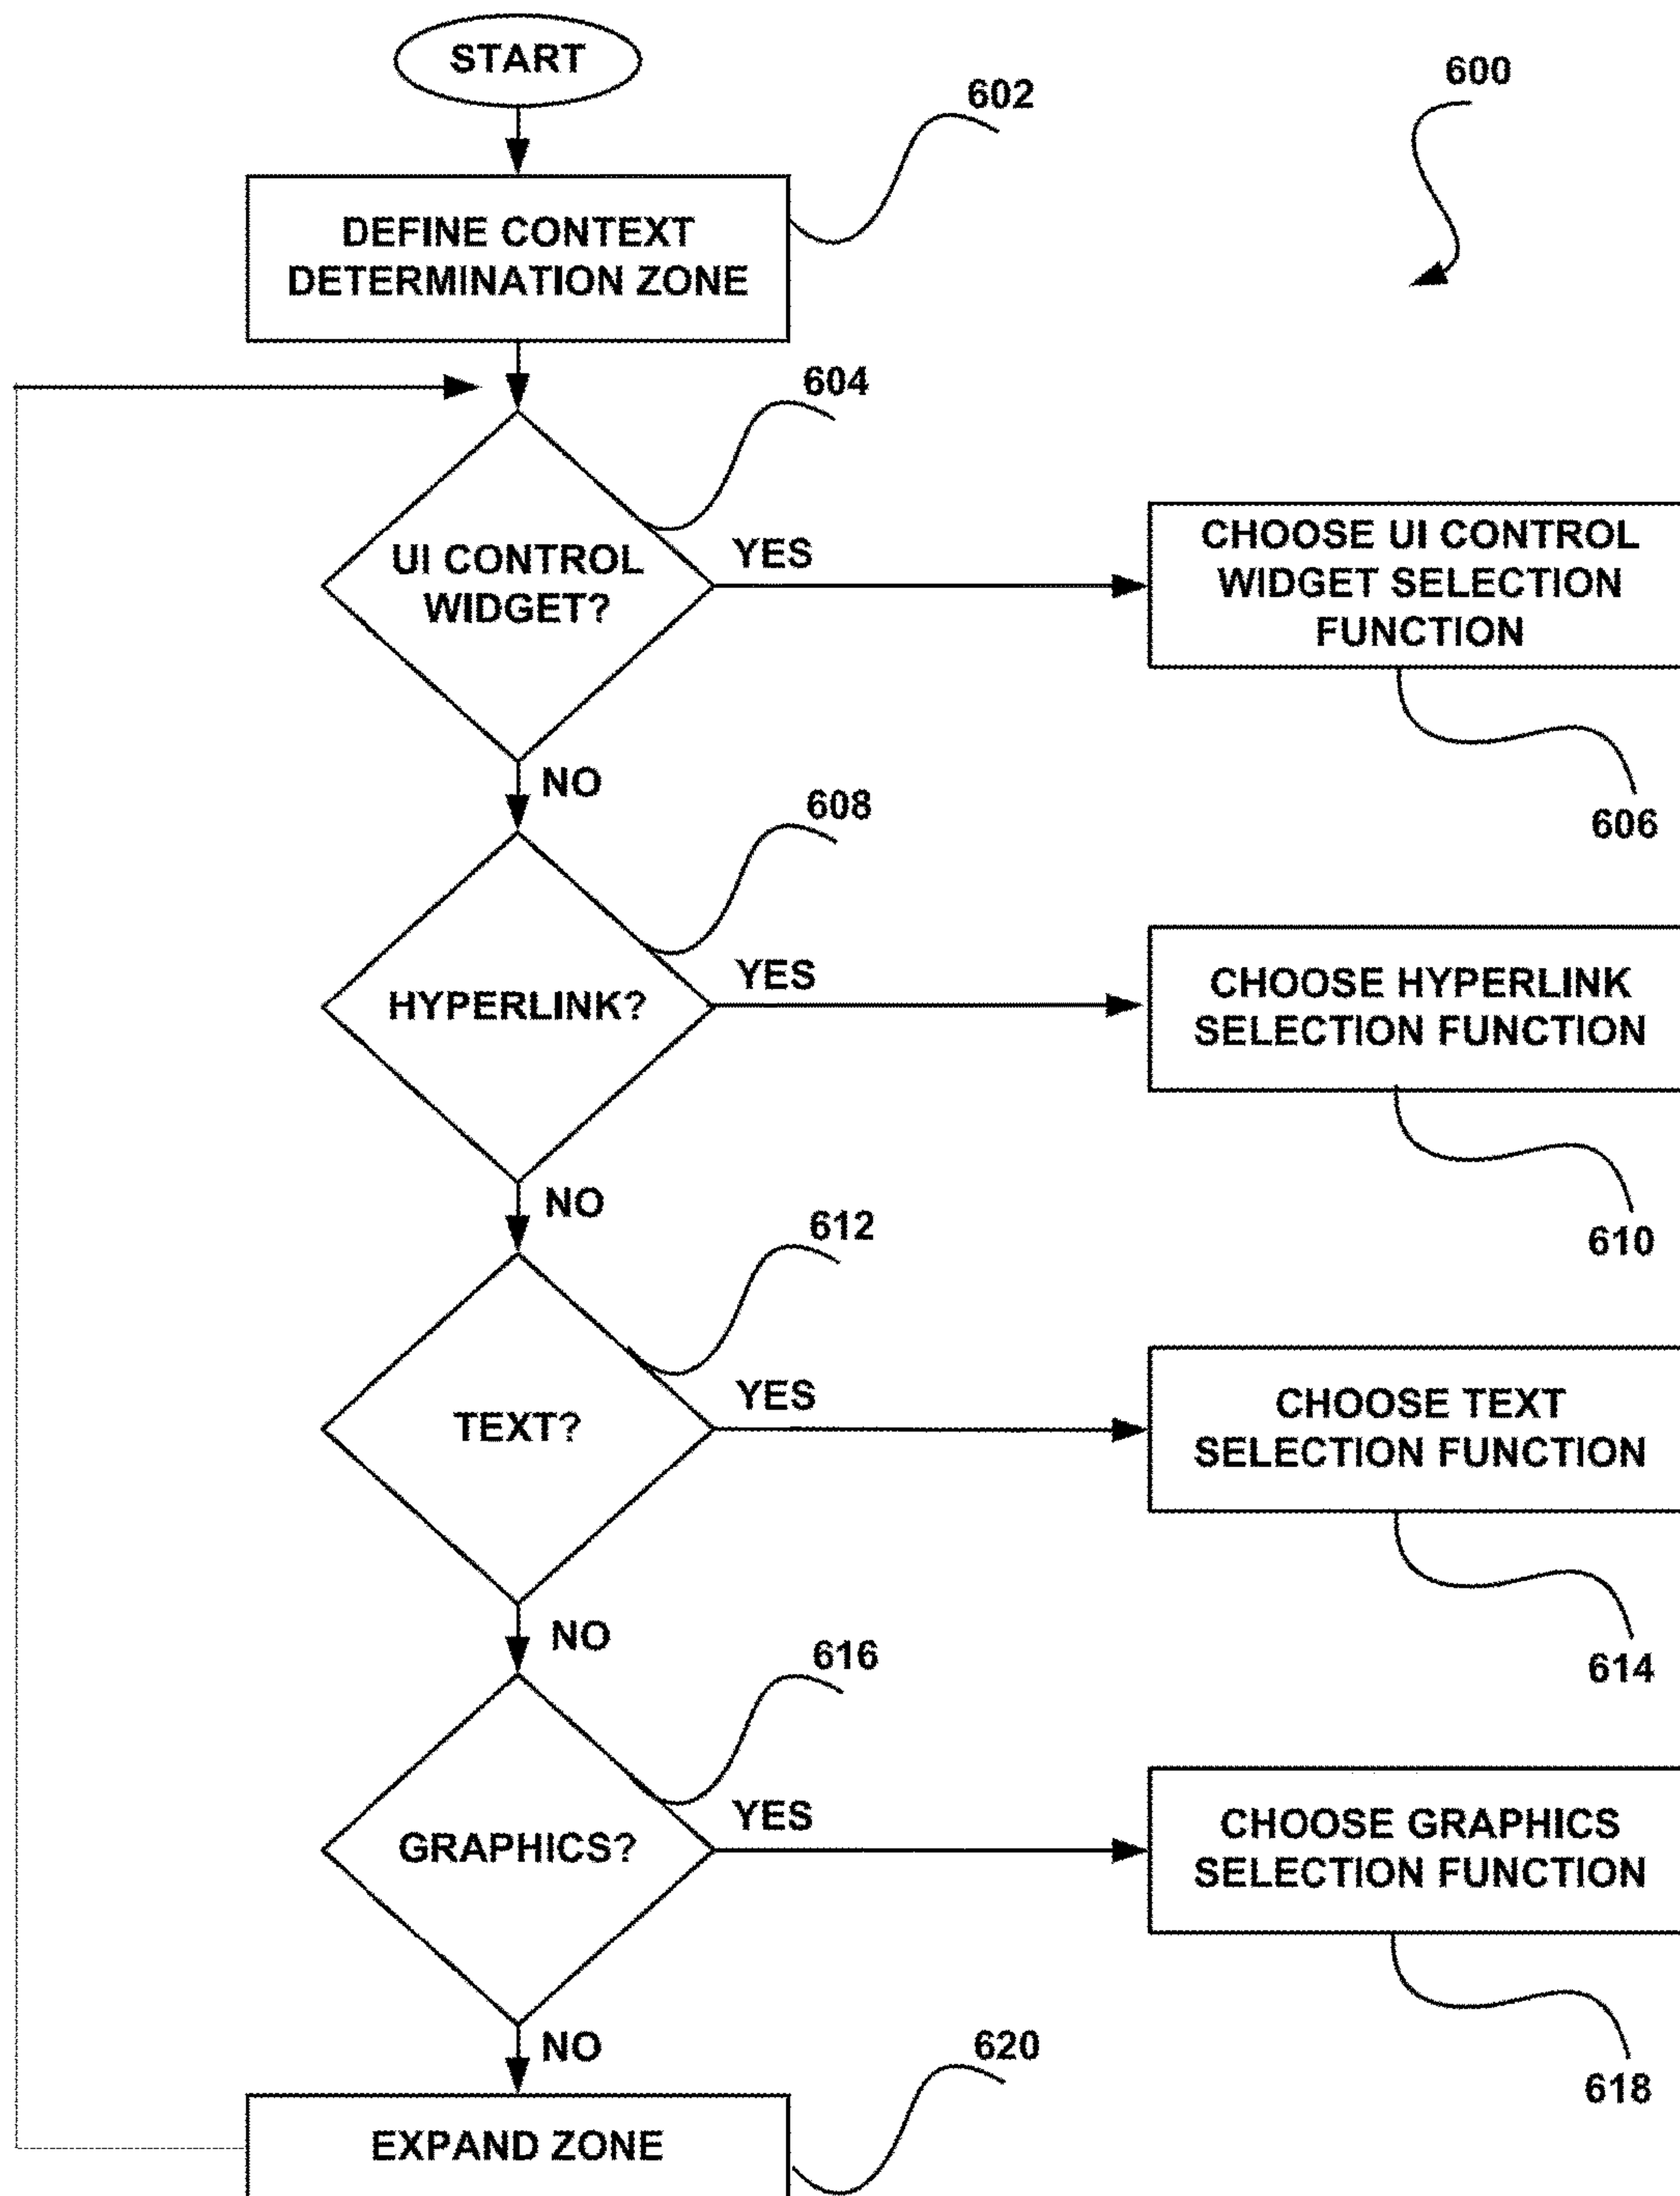 START
600
602
DEFINE CONTEXT
DETERMINATION ZONE
604
UI CONTROL
WIDGET?
YES
CHOOSE UI CONTROL
WIDGET SELECTION
FUNCTION
606
NO
608
HYPERLINK?
YES
CHOOSE HYPERLINK
SELECTION FUNCTION
610
NO
612
TEXT?
YES
CHOOSE TEXT
SELECTION FUNCTION
614
NO
616
GRAPHICS?
YES
CHOOSE GRAPHICS
SELECTION FUNCTION
618
NO
620
EXPAND ZONE